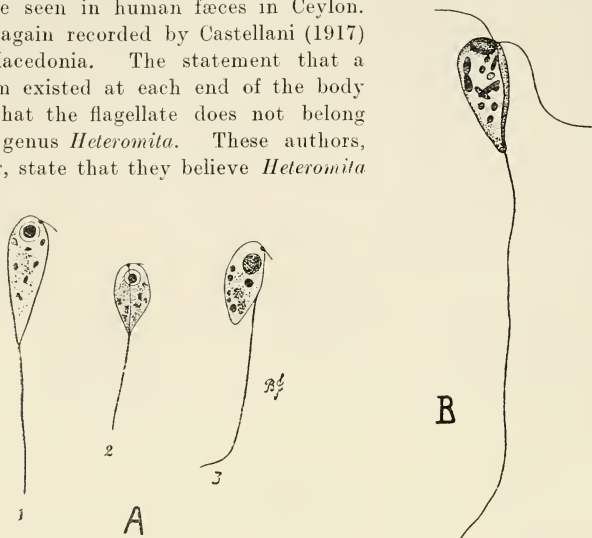 e seen in human fæces in Ceylon.
again recorded by Castellani (1917)
acedonia. The statement that a
n existed at each end of the body
hat the flagellate does not belong
genus Heteromita. These authors,
, state that they believe Heteromita
B
1
2
3
A